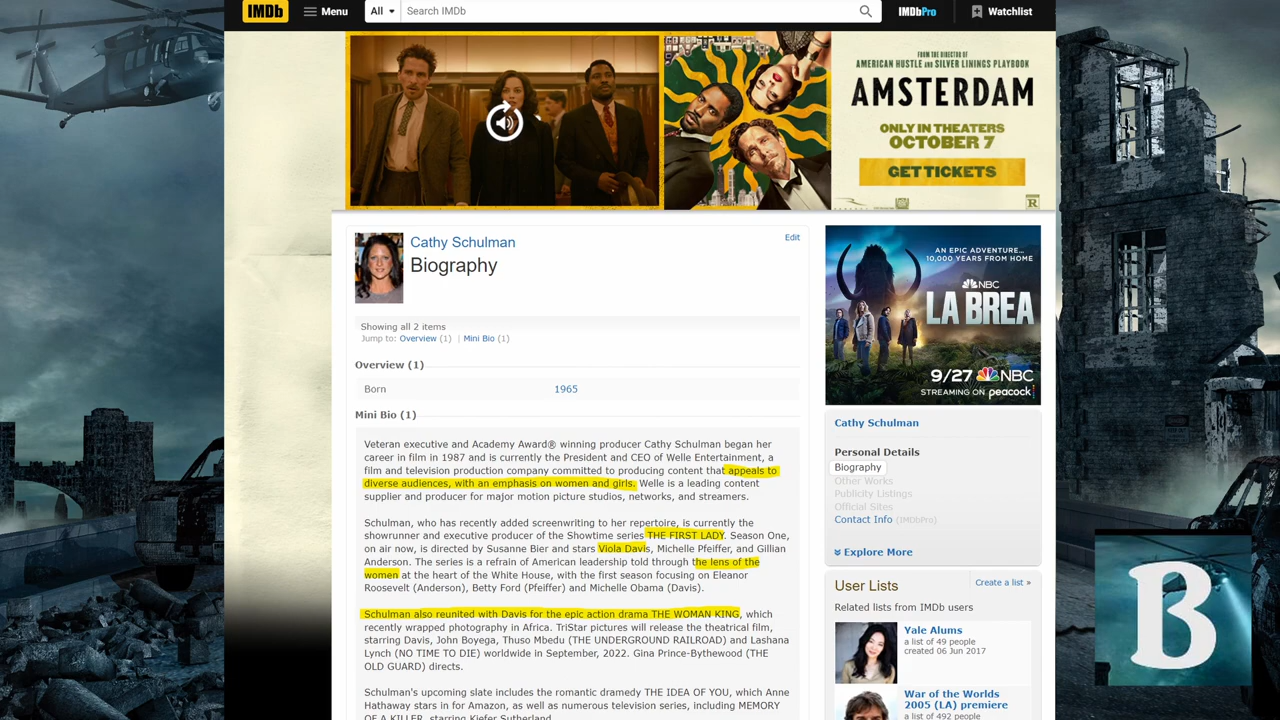 IMDb
Menu
All
Search IMDb
IMDbPro
Watchlist
FROM THE DIRECTOR OF
AMERICAN HUSTLE AND SILVER LININGS PLAYBOOK
AMSTERDAM
ONLY IN THEATERS
OCTOBER 7
GET TICKETS
R
Cathy Schulman
Edit
Biography
Showing all 2 items
Jump to: Overview (1) | Mini Bio (1)
Overview (1)
Born 1965
Mini Bio (1)
Veteran executive and Academy Award® winning producer Cathy Schulman began her
career in film in 1987 and is currently the President and CEO of Welle Entertainment, a
film and television production company committed to producing content that appeals to
diverse audiences, with an emphasis on women and girls. Welle is a leading content
supplier and producer for major motion picture studios, networks, and streamers.
Schulman, who has recently added screenwriting to her repertoire, is currently the
showrunner and executive producer of the Showtime series THE FIRST LADY. Season One,
on air now, is directed by Susanne Bier and stars Viola Davis, Michelle Pfeiffer, and Gillian
Anderson. The series is a refrain of American leadership told through the lens of the
women at the heart of the White House, with the first season focusing on Eleanor
Roosevelt (Anderson), Betty Ford (Pfeiffer) and Michelle Obama (Davis).
Schulman also reunited with Davis for the epic action drama THE WOMAN KING, which
recently wrapped photography in Africa. TriStar pictures will release the theatrical film,
starring Davis, John Boyega, Thuso Mbedu (THE UNDERGROUND RAILROAD) and Lashana
Lynch (NO TIME TO DIE) worldwide in September, 2022. Gina Prince-Bythewood (THE
OLD GUARD) directs.
Schulman's upcoming slate includes the romantic dramedy THE IDEA OF YOU, which Anne
Hathaway stars in for Amazon, as well as numerous television series, including MEMORY
OF A KILLER, starring Kiefer Sutherland.
AN EPIC ADVENTURE...
10,000 YEARS FROM HOME
NBC
LA BREA
9/27 NBC
STREAMING ON peacock
Cathy Schulman
Personal Details
Biography
Other Works
Publicity Listings
Official Sites
Contact Info (IMDbPro)
Explore More
User Lists
Create a list »
Related lists from IMDb users
Yale Alums
a list of 49 people
created 06 Jun 2017
War of the Worlds
2005 (LA) premiere
a list of 492 people
B